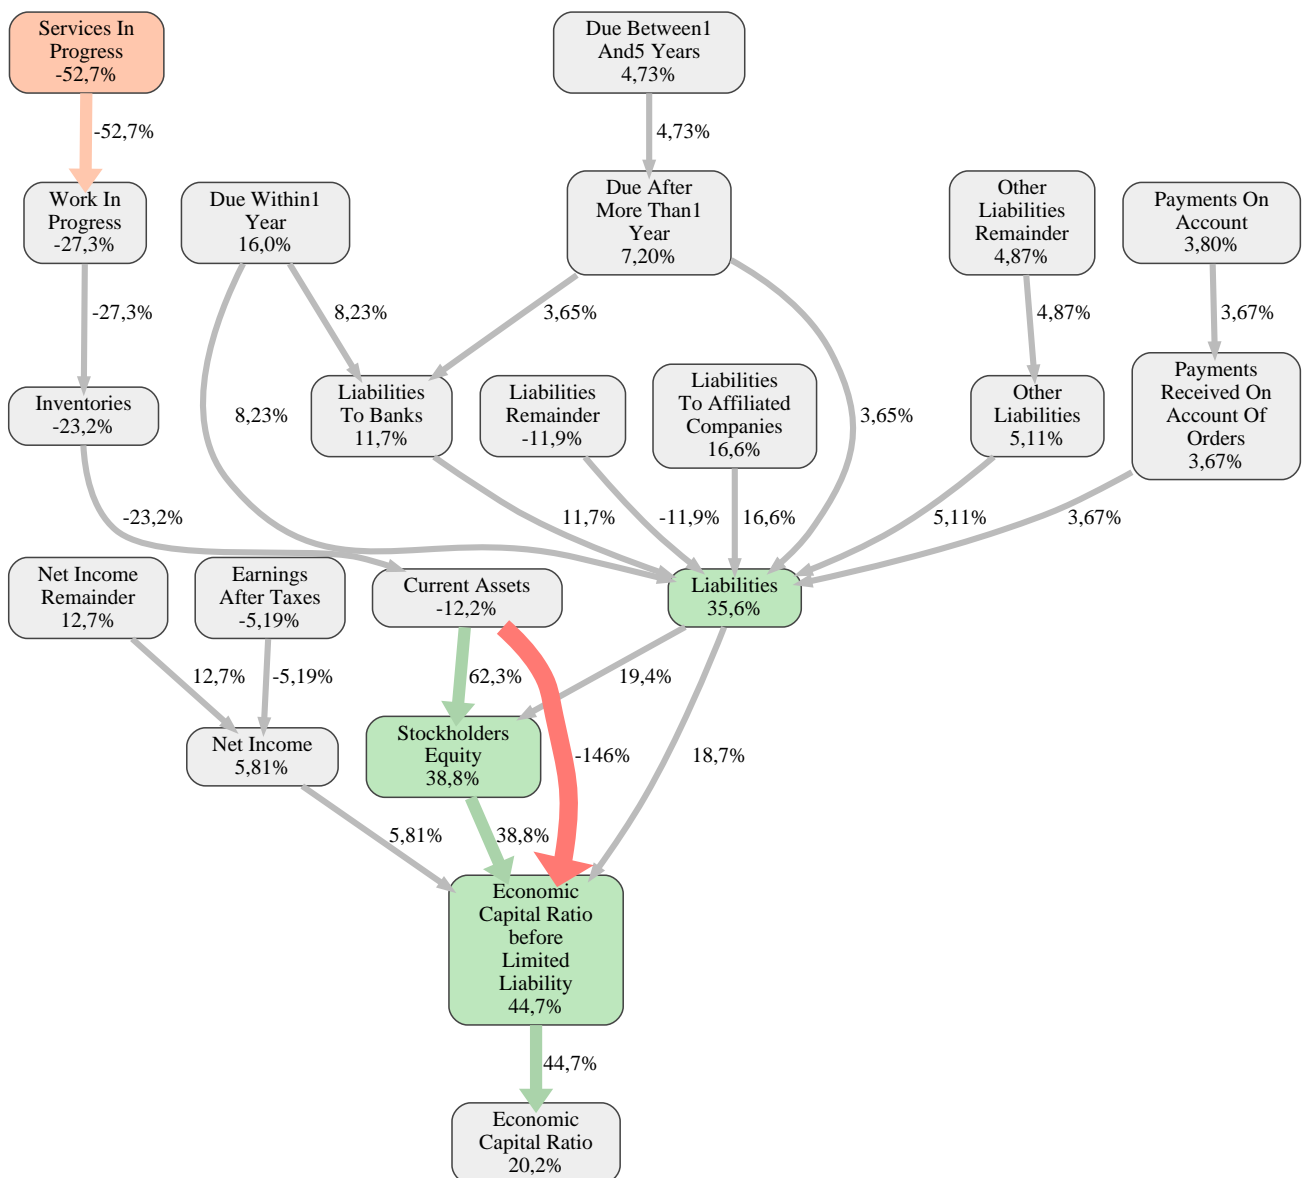 Services In
Progress
-52,7%
Due Between1
And5 Years
4,73%
-52,7%
4,73%
Work In
Progress
-27,3%
Due Within1
Year
16,0%
Due After
More Than1
Year
7,20%
Other
Liabilities
Remainder
4,87%
Payments On
Account
3,80%
-27,3%
8,23%
3,65%
4,87%
3,67%
Inventories
-23,2%
8,23%
Liabilities
To Banks
11,7%
Liabilities
Remainder
-11,9%
Liabilities
To Affiliated
Companies
16,6%
3,65%
Other
Liabilities
5,11%
Payments
Received On
Account Of
Orders
3,67%
-23,2%
11,7%
-11,9%
16,6%
5,11%
3,67%
Net Income
Remainder
12,7%
Earnings
After Taxes
-5,19%
Current Assets
-12,2%
Liabilities
35,6%
12,7%
-5,19%
62,3%
19,4%
Net Income
5,81%
Stockholders
Equity
38,8%
-146%
18,7%
5,81%
38,8%
Economic
Capital Ratio
before
Limited
Liability
44,7%
44,7%
Economic
Capital Ratio
20,2%